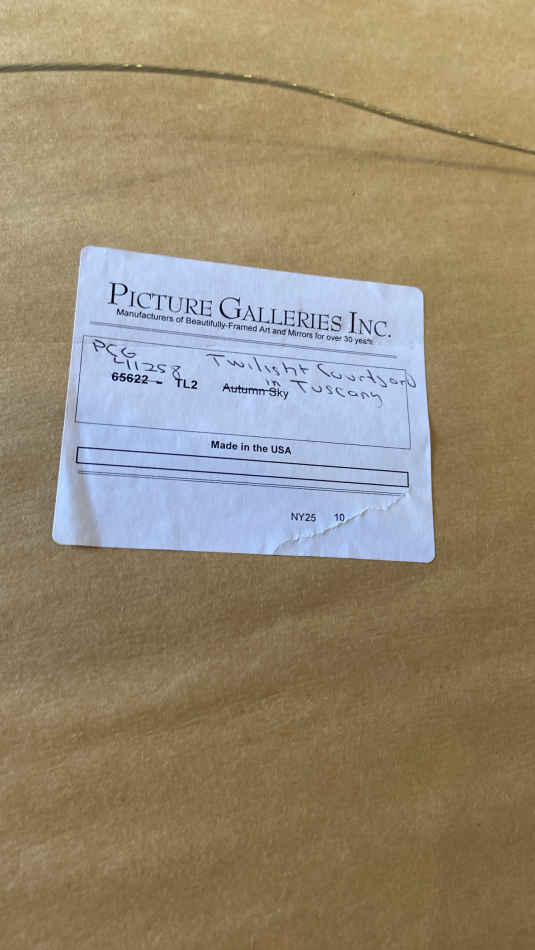 PICTURE GALLERIES INC.
Manufacturers of Beautifully-Framed Art and Mirrors for over 30 years
PCG Twilight Courtyard
L11258 in Tuscany
65622 - TL2 Autumn Sky
Made in the USA
NY25 10